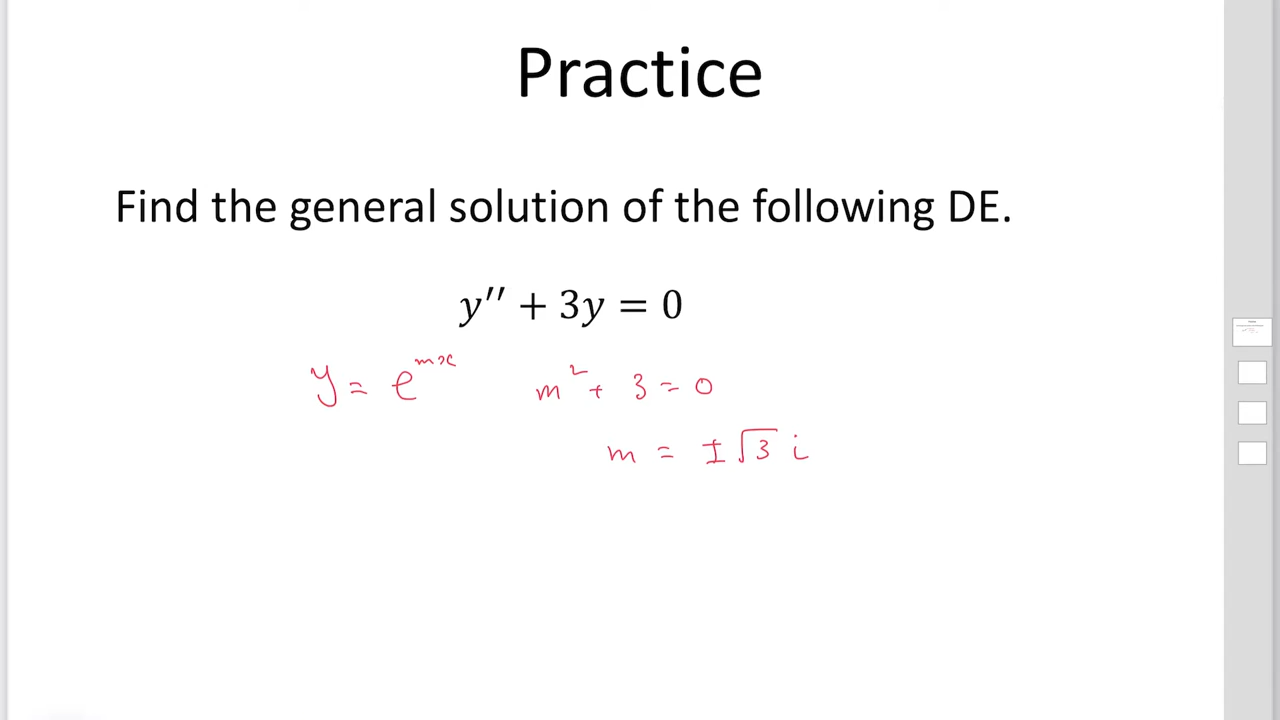 Practice
Find the general solution of the following DE.
y′′ + 3y = 0
y = e^{mx} m² + 3 = 0
m = ±√3 i